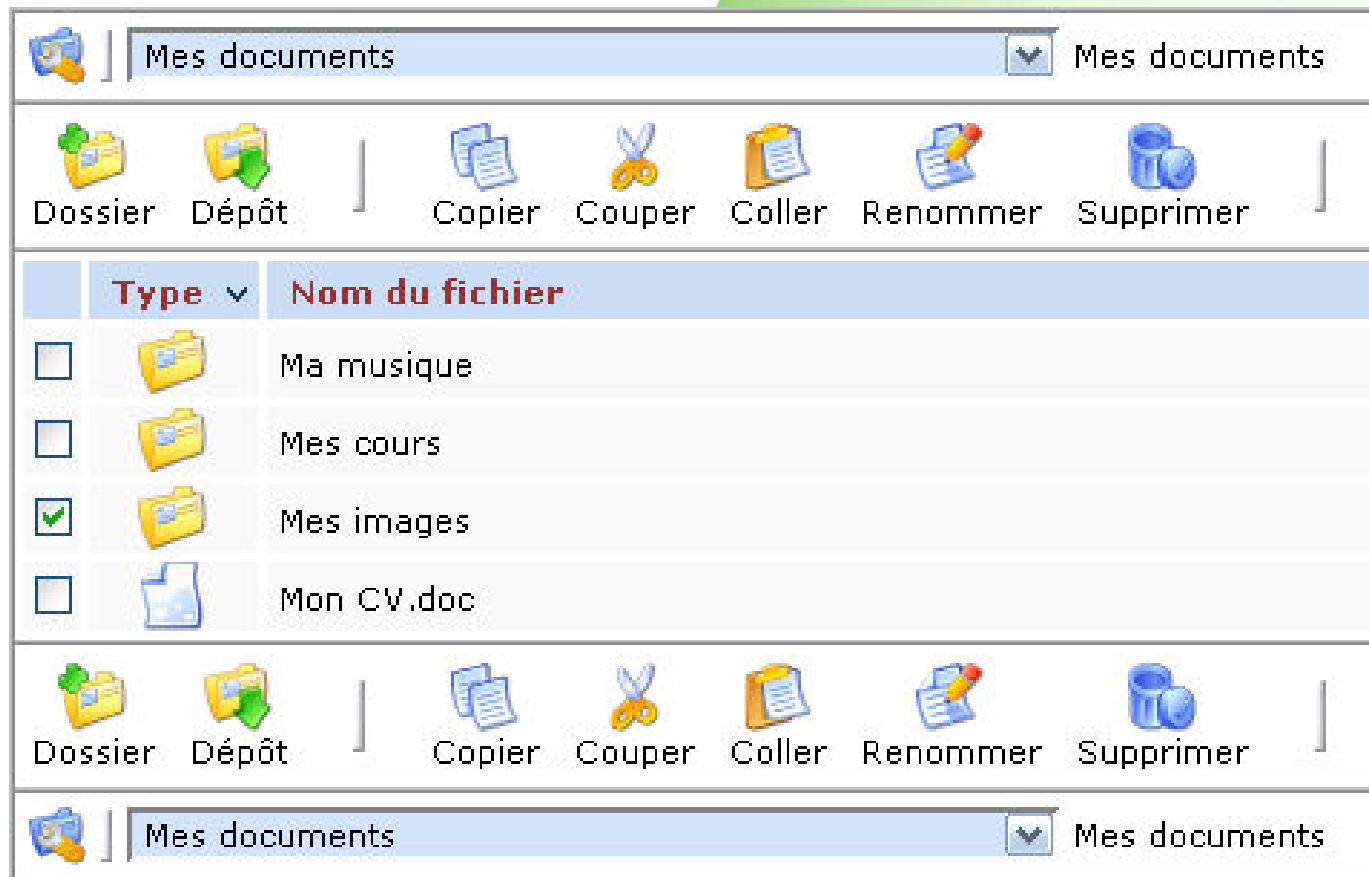 Mes documents Mes documents
Dossier Dépôt Copier Couper Coller Renommer Supprimer
Type Nom du fichier
Ma musique
Mes cours
Mes images
Mon CV.doc
Dossier Dépôt Copier Couper Coller Renommer Supprimer
Mes documents Mes documents